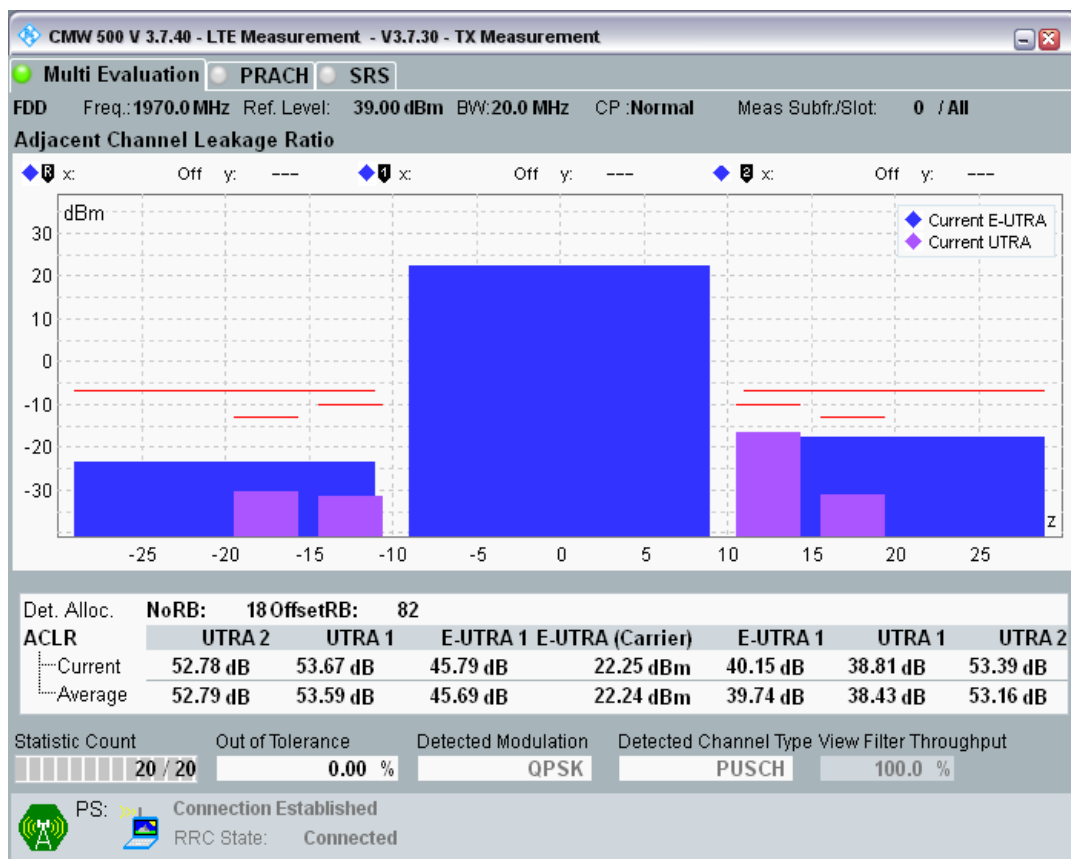 CMW 500 V 3.7.40 - LTE Measurement - V3.7.30 - TX Measurement
Multi Evaluation PRACH SRS
FDD Freq.: 1970.0 MHz Ref. Level: 39.00 dBm BW: 20.0 MHz CP : Normal Meas Subfr./Slot: 0 / All
Adjacent Channel Leakage Ratio
R x: Off y: --- 1 x: Off y: --- 2 x: Off y: ---
dBm
Current E-UTRA
Current UTRA
30
20
10
0
-10
-20
-30
z
-25 -20 -15 -10 -5 0 5 10 15 20 25
Det. Alloc. NoRB: 18 OffsetRB: 82
ACLR UTRA 2 UTRA 1 E-UTRA 1 E-UTRA (Carrier) E-UTRA 1 UTRA 1 UTRA 2
Current 52.78 dB 53.67 dB 45.79 dB 22.25 dBm 40.15 dB 38.81 dB 53.39 dB
Average 52.79 dB 53.59 dB 45.69 dB 22.24 dBm 39.74 dB 38.43 dB 53.16 dB
Statistic Count Out of Tolerance Detected Modulation Detected Channel Type View Filter Throughput
20 / 20 0.00 % QPSK PUSCH 100.0 %
PS: Connection Established
RRC State: Connected